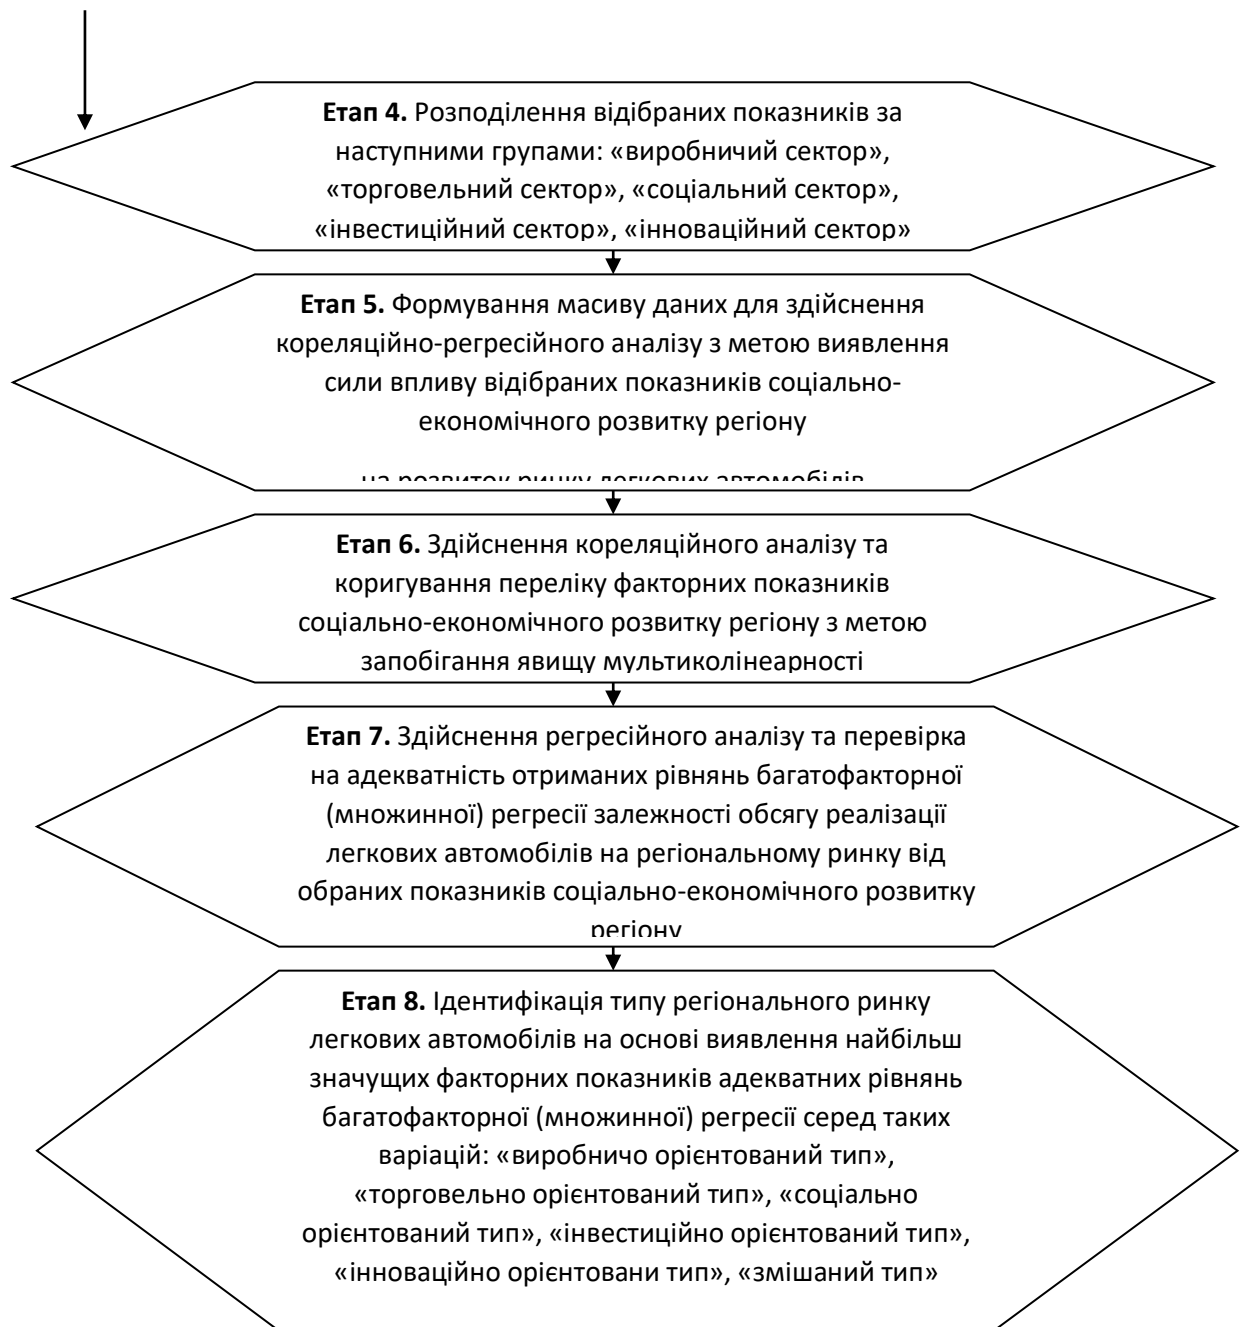 Етап 4. Розподілення відібраних показників за
наступними групами: «виробничий сектор»,
«торговельний сектор», «соціальний сектор»,
«інвестиційний сектор», «інноваційний сектор»
Етап 5. Формування масиву даних для здійснення
кореляційно-регресійного аналізу з метою виявлення
сили впливу відібраних показників соціально-
економічного розвитку регіону
на розвиток ринку легкових автомобілів
Етап 6. Здійснення кореляційного аналізу та
коригування переліку факторних показників
соціально-економічного розвитку регіону з метою
запобігання явищу мультиколінеарності
Етап 7. Здійснення регресійного аналізу та перевірка
на адекватність отриманих рівнянь багатофакторної
(множинної) регресії залежності обсягу реалізації
легкових автомобілів на регіональному ринку від
обраних показників соціально-економічного розвитку
регіону
Етап 8. Ідентифікація типу регіонального ринку
легкових автомобілів на основі виявлення найбільш
значущих факторних показників адекватних рівнянь
багатофакторної (множинної) регресії серед таких
варіацій: «виробничо орієнтований тип»,
«торговельно орієнтований тип», «соціально
орієнтований тип», «інвестиційно орієнтований тип»,
«інноваційно орієнтовани тип», «змішаний тип»